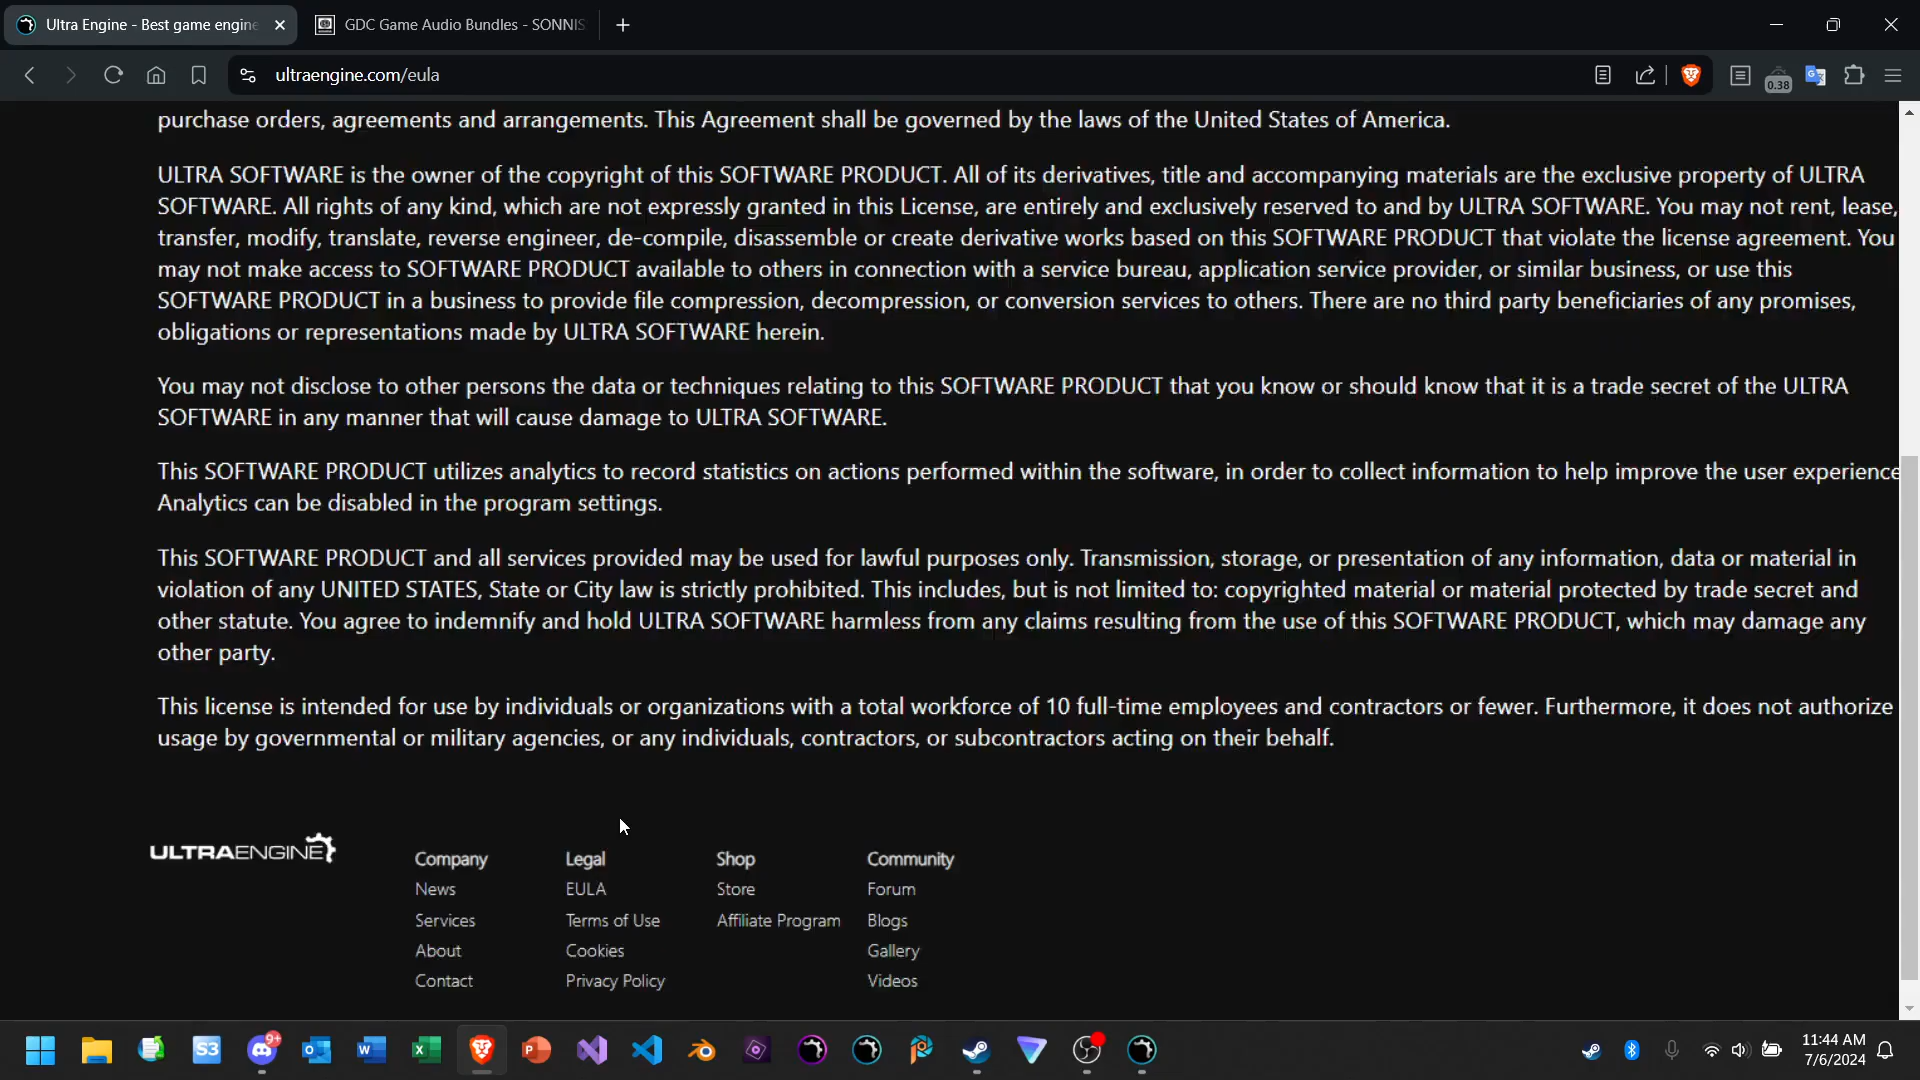 Ultra Engine - Best game engine
GDC Game Audio Bundles - SONNIS
ultraengine.com/eula
0.38
purchase orders, agreements and arrangements. This Agreement shall be governed by the laws of the United States of America.
ULTRA SOFTWARE is the owner of the copyright of this SOFTWARE PRODUCT. All of its derivatives, title and accompanying materials are the exclusive property of ULTRA
SOFTWARE. All rights of any kind, which are not expressly granted in this License, are entirely and exclusively reserved to and by ULTRA SOFTWARE. You may not rent, lease,
transfer, modify, translate, reverse engineer, de-compile, disassemble or create derivative works based on this SOFTWARE PRODUCT that violate the license agreement. You
may not make access to SOFTWARE PRODUCT available to others in connection with a service bureau, application service provider, or similar business, or use this
SOFTWARE PRODUCT in a business to provide file compression, decompression, or conversion services to others. There are no third party beneficiaries of any promises,
obligations or representations made by ULTRA SOFTWARE herein.
You may not disclose to other persons the data or techniques relating to this SOFTWARE PRODUCT that you know or should know that it is a trade secret of the ULTRA
SOFTWARE in any manner that will cause damage to ULTRA SOFTWARE.
This SOFTWARE PRODUCT utilizes analytics to record statistics on actions performed within the software, in order to collect information to help improve the user experience
Analytics can be disabled in the program settings.
This SOFTWARE PRODUCT and all services provided may be used for lawful purposes only. Transmission, storage, or presentation of any information, data or material in
violation of any UNITED STATES, State or City law is strictly prohibited. This includes, but is not limited to: copyrighted material or material protected by trade secret and
other statute. You agree to indemnify and hold ULTRA SOFTWARE harmless from any claims resulting from the use of this SOFTWARE PRODUCT, which may damage any
other party.
This license is intended for use by individuals or organizations with a total workforce of 10 full-time employees and contractors or fewer. Furthermore, it does not authorize
usage by governmental or military agencies, or any individuals, contractors, or subcontractors acting on their behalf.
ULTRAENGINE
Company
News
Services
About
Contact
Legal
EULA
Terms of Use
Cookies
Privacy Policy
Shop
Store
Affiliate Program
Community
Forum
Blogs
Gallery
Videos
S3
9+
11:44 AM
7/6/2024